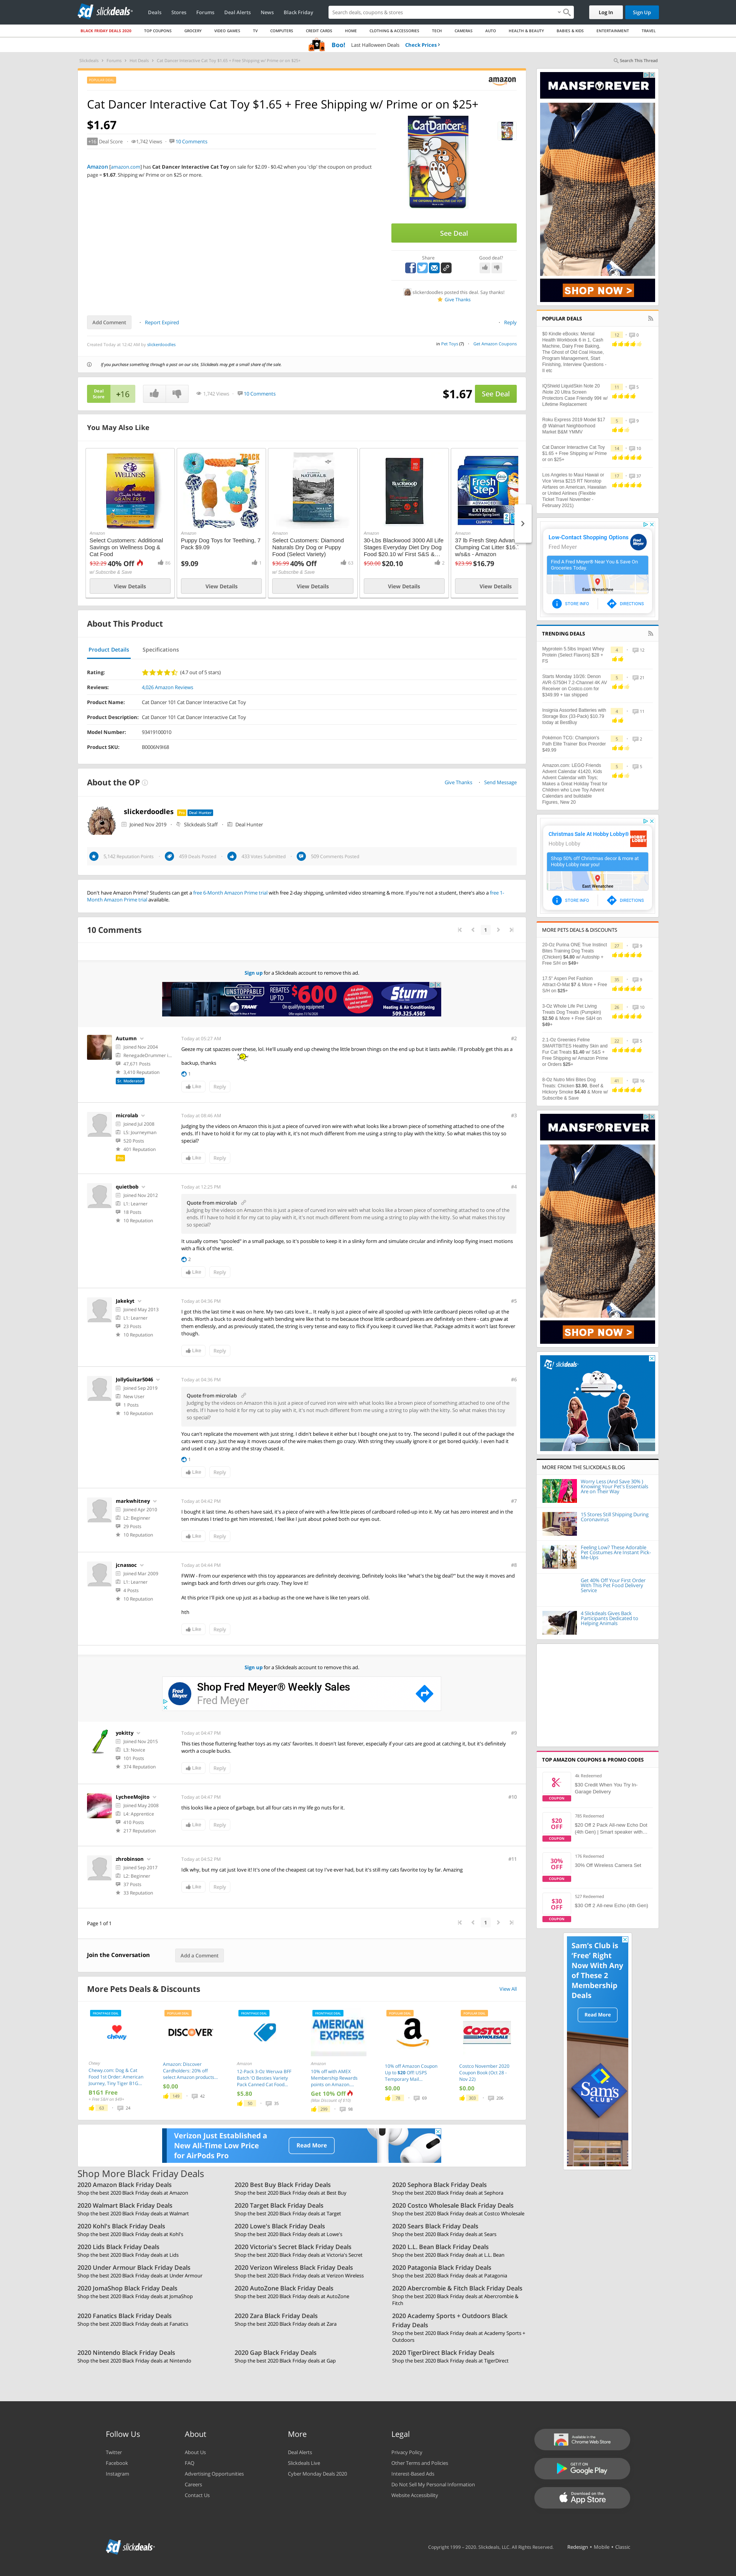 slickdeals
Deals Stores Forums Deal Alerts News Black Friday
Search deals, coupons & stores
Log In Sign Up
BLACK FRIDAY DEALS 2020 TOP COUPONS GROCERY VIDEO GAMES TV COMPUTERS CREDIT CARDS HOME CLOTHING & ACCESSORIES TECH CAMERAS AUTO HEALTH & BEAUTY BABIES & KIDS ENTERTAINMENT TRAVEL
Boo! Last Halloween Deals Check Prices
Search This Thread
Cat Dancer Interactive Cat Toy $1.65 + Free Shipping w/ Prime or on $25+
$1.67
+16 Deal Score 1,742 Views 10 Comments
Amazon [amazon.com] has Cat Dancer Interactive Cat Toy on sale for $2.09 - $0.42 when you 'clip' the coupon on product
page = $1.67. Shipping w/ Prime or on $25 or more.
amazon
See Deal
Share Good deal?
slickerdoodles posted this deal. Say thanks!
Give Thanks
Add Comment Report Expired Reply
Created Today at 12:42 AM by slickerdoodles
in Pet Toys (7) Get Amazon Coupons
If you purchase something through a post on our site, Slickdeals may get a small share of the sale.
Deal Score +16 1,742 Views 10 Comments $1.67 See Deal
You May Also Like
Amazon
Select Customers: Additional
Savings on Wellness Dog &
Cat Food
$32.29 40% Off
w/ Subscribe & Save
View Details
Amazon
Puppy Dog Toys for Teething, 7
Pack $9.09
$9.09
View Details
Amazon
Select Customers: Diamond
Naturals Dry Dog or Puppy
Food (Select Variety)
$36.99 40% Off
w/ Subscribe & Save
View Details
Amazon
30-Lbs Blackwood 3000 All Life
Stages Everyday Diet Dry Dog
Food $20.10 w/ First S&S &...
$50.00 $20.10
View Details
Amazon
37 lb Fresh Step Advan
Clumping Cat Litter $16.
w/s&s - Amazon
$23.99 $16.79
View Details
About This Product
Product Details Specifications
Rating: (4.7 out of 5 stars)
Reviews: 4,026 Amazon Reviews
Product Name: Cat Dancer 101 Cat Dancer Interactive Cat Toy
Product Description: Cat Dancer 101 Cat Dancer Interactive Cat Toy
Model Number: 93419100010
Product SKU: B0006N9I68
About the OP Give Thanks Send Message
slickerdoodles Pro Deal Hunter
Joined Nov 2019 Slickdeals Staff Deal Hunter
5,142 Reputation Points 459 Deals Posted 433 Votes Submitted 509 Comments Posted
Don't have Amazon Prime? Students can get a free 6-Month Amazon Prime trial with free 2-day shipping, unlimited video streaming & more. If you're not a student, there's also a free 1-
Month Amazon Prime trial available.
10 Comments 1
Sign up for a Slickdeals account to remove this ad.
TRANE REBATES UP TO $600 On qualifying equipment Sturm Heating & Air Conditioning 509.325.4505
Autumn
Joined Nov 2004
RenegadeDrummer i...
47,671 Posts
3,410 Reputation
Sr. Moderator
Today at 05:27 AM #2
Geeze my cat spazzes over these, lol. He'll usually end up chewing the little brown things on the end up but it lasts awhile. I'll probably get this as a
backup, thanks
1
Like Reply
microlab
Joined Jul 2008
L5: Journeyman
520 Posts
401 Reputation
Pro
Today at 08:46 AM #3
Judging by the videos on Amazon this is just a piece of curved iron wire with what looks like a brown piece of something attached to one of the
ends. If I have to hold it for my cat to play with it, it's not much different from me using a string to play with the kitty. So what makes this toy so
special?
Like Reply
quietbob
Joined Nov 2012
L1: Learner
18 Posts
10 Reputation
Today at 12:25 PM #4
Quote from microlab
Judging by the videos on Amazon this is just a piece of curved iron wire with what looks like a brown piece of something attached to one of the
ends. If I have to hold it for my cat to play with it, it's not much different from me using a string to play with the kitty. So what makes this toy
so special?
It usually comes "spooled" in a small package, so it's possible to keep it in a slinky form and simulate circular and infinity loop flying insect motions
with a flick of the wrist.
2
Like Reply
Jakekyt
Joined May 2013
L1: Learner
23 Posts
10 Reputation
Today at 04:36 PM #5
I got this the last time it was on here. My two cats love it... It really is just a piece of wire all spooled up with little cardboard pieces rolled up at the
ends. Worth a buck to avoid dealing with bending wire like that to me because those little cardboard pieces are definitely on there - cats gnaw at
them endlessly, and as previously stated, the string is very tense and easy to flick if you keep it curved like that. Package admits it won't last forever
though.
Like Reply
JollyGuitar5046
Joined Sep 2019
New User
1 Posts
10 Reputation
Today at 04:36 PM #6
Quote from microlab
Judging by the videos on Amazon this is just a piece of curved iron wire with what looks like a brown piece of something attached to one of the
ends. If I have to hold it for my cat to play with it, it's not much different from me using a string to play with the kitty. So what makes this toy
so special?
You can't replicate the movement with just string. I didn't believe it either but I bought one just to try. The second I pulled it out of the package the
cats went crazy. Just the way it moves cause of the wire makes them go crazy. With string they usually ignore it or get bored quickly. I even had it
and used it on a stray and the stray chased it.
1
Like Reply
markwhitney
Joined Apr 2010
L2: Beginner
29 Posts
10 Reputation
Today at 04:42 PM #7
I bought it last time. As others have said, it's a piece of wire with a few little pieces of cardboard rolled-up into it. My cat has zero interest and in the
ten minutes I tried to get him interested, I feel like I just about poked both our eyes out.
Like Reply
jcnassoc
Joined Mar 2009
L1: Learner
4 Posts
10 Reputation
Today at 04:44 PM #8
FWIW - From our experience with this toy appearances are definitely deceiving. Definitely looks like "what's the big deal?" but the way it moves and
swings back and forth drives our girls crazy. They love it!
At this price I'll pick one up just as a backup as the one we have is like ten years old.
hth
Like Reply
Sign up for a Slickdeals account to remove this ad.
Fred Meyer Shop Fred Meyer® Weekly Sales
Fred Meyer
yokitty
Joined Nov 2015
L3: Novice
101 Posts
374 Reputation
Today at 04:47 PM #9
This ties those fluttering feather toys as my cats' favorites. It doesn't last forever, especially if your cats are good at catching it, but it's definitely
worth a couple bucks.
Like Reply
LycheeMojito
Joined May 2008
L4: Apprentice
416 Posts
217 Reputation
Today at 04:47 PM #10
this looks like a piece of garbage, but all four cats in my life go nuts for it.
Like Reply
zhrobinson
Joined Sep 2017
L2: Beginner
37 Posts
33 Reputation
Today at 04:52 PM #11
Idk why, but my cat just love it! It's one of the cheapest cat toy I've ever had, but it's still my cats favorite toy by far. Amazing
Like Reply
Page 1 of 1 1
Join the Conversation Add a Comment
More Pets Deals & Discounts View All
Chewy
Chewy.com: Dog & Cat
Food 1st Order: American
Journey, Tiny Tiger B1G...
B1G1 Free
63 24
DISCOVER
Amazon: Discover
Cardholders: 20% off
select Amazon products...
$0.00
149 42
Amazon
12-Pack 3-Oz Weruva BFF
Batch 'O Besties Variety
Pack Canned Cat Food...
$5.80
50 35
AMERICAN EXPRESS
Amazon
10% off with AMEX
Membership Rewards
points on Amazon...
Get 10% Off
209 98
10% off Amazon Coupon
Up to $20 OFF USPS
Temporary Mail...
$0.00
78 69
COSTCO WHOLESALE
Costco November 2020
Coupon Book (Oct 28 -
Nov 22)
$0.00
303 206
Verizon Just Established a
New All-Time Low Price
for AirPods Pro
Read More
Shop More Black Friday Deals
2020 Amazon Black Friday Deals
Shop the best 2020 Black Friday deals at Amazon
2020 Best Buy Black Friday Deals
Shop the best 2020 Black Friday deals at Best Buy
2020 Sephora Black Friday Deals
Shop the best 2020 Black Friday deals at Sephora
2020 Walmart Black Friday Deals
Shop the best 2020 Black Friday deals at Walmart
2020 Target Black Friday Deals
Shop the best 2020 Black Friday deals at Target
2020 Costco Wholesale Black Friday Deals
Shop the best 2020 Black Friday deals at Costco Wholesale
2020 Kohl's Black Friday Deals
Shop the best 2020 Black Friday deals at Kohl's
2020 Lowe's Black Friday Deals
Shop the best 2020 Black Friday deals at Lowe's
2020 Sears Black Friday Deals
Shop the best 2020 Black Friday deals at Sears
2020 Lids Black Friday Deals
Shop the best 2020 Black Friday deals at Lids
2020 Victoria's Secret Black Friday Deals
Shop the best 2020 Black Friday deals at Victoria's Secret
2020 L.L. Bean Black Friday Deals
Shop the best 2020 Black Friday deals at L.L. Bean
2020 Under Armour Black Friday Deals
Shop the best 2020 Black Friday deals at Under Armour
2020 Verizon Wireless Black Friday Deals
Shop the best 2020 Black Friday deals at Verizon Wireless
2020 Patagonia Black Friday Deals
Shop the best 2020 Black Friday deals at Patagonia
2020 JomaShop Black Friday Deals
Shop the best 2020 Black Friday deals at JomaShop
2020 AutoZone Black Friday Deals
Shop the best 2020 Black Friday deals at AutoZone
2020 Abercrombie & Fitch Black Friday Deals
Shop the best 2020 Black Friday deals at Abercrombie &
Fitch
2020 Fanatics Black Friday Deals
Shop the best 2020 Black Friday deals at Fanatics
2020 Zara Black Friday Deals
Shop the best 2020 Black Friday deals at Zara
2020 Academy Sports + Outdoors Black
Friday Deals
Shop the best 2020 Black Friday deals at Academy Sports +
Outdoors
2020 Nintendo Black Friday Deals
Shop the best 2020 Black Friday deals at Nintendo
2020 Gap Black Friday Deals
Shop the best 2020 Black Friday deals at Gap
2020 TigerDirect Black Friday Deals
Shop the best 2020 Black Friday deals at TigerDirect
MANSFOREVER
SHOP NOW >
POPULAR DEALS
$0 Kindle eBooks: Mental
Health Workbook 6 in 1, Cash
Machine, Dairy Free Baking,
The Ghost of Old Coal House,
Program Management, Start
Finishing, Interview Questions -
ll etc
IQShield LiquidSkin Note 20
/Note 20 Ultra Screen
Protectors Case Friendly 99¢ w/
Lifetime Replacement
Roku Express 2019 Model $17
@ Walmart Neighborhood
Market B&M YMMV
Cat Dancer Interactive Cat Toy
$1.65 + Free Shipping w/ Prime
or on $25+
Los Angeles to Maui Hawaii or
Vice Versa $215 RT Nonstop
Airfares on American, Hawaiian
or United Airlines (Flexible
Ticket Travel November -
February 2021)
Low-Contact Shopping Options
Fred Meyer
Find A Fred Meyer® Near You & Save On
Groceries Today
East Wenatchee
STORE INFO DIRECTIONS
TRENDING DEALS
Myprotein 5.5lbs Impact Whey
Protein (Select Flavors) $28 +
FS
Starts Monday 10/26. Denon
AVR-S750H 7.2-Channel 4K AV
Receiver on Costco.com for
$349.99 + tax shipped
Insignia Assorted Batteries with
Storage Box (33-Pack) $10.79
today at BestBuy
Pokémon TCG: Champion's
Path Elite Trainer Box Preorder
$49.99
Amazon.com: LEGO Friends
Advent Calendar 41420, Kids
Advent Calendar with Toys;
Makes a Great Holiday Treat for
Children who Love Toy Advent
Calendars and buildable
Figures, New 20
Christmas Sale At Hobby Lobby®
Hobby Lobby
Shop 50% off Christmas decor & more at
Hobby Lobby near you!
East Wenatchee
STORE INFO DIRECTIONS
MORE PETS DEALS & DISCOUNTS
20-Oz Purina ONE True Instinct
Bites Training Dog Treats
(Chicken) $4.80 w/ Autoship +
Free S/H on $49+
17.5" Aspen Pet Fashion
Attract-O-Mat $7 & More + Free
S/H on $25+
3-Oz Whole Life Pet Living
Treats Dog Treats (Pumpkin)
$2.50 & More + Free S&H on
$49+
2.1-Oz Greenies Feline
SMARTBITES Healthy Skin and
Fur Cat Treats $1.40 w/ S&S +
Free Shipping w/ Amazon Prime
or Orders $25+
8-Oz Nutro Mini Bites Dog
Treats: Chicken $3.99, Beef &
Hickory Smoke $4.40 & More w/
Subscribe & Save
MANSFOREVER
SHOP NOW >
slickdeals
MORE FROM THE SLICKDEALS BLOG
Worry Less (And Save 30% )
Knowing Your Pet's Essentials
Are on Their Way
15 Stores Still Shipping During
Coronavirus
Feeling Low? These Adorable
Pet Costumes Are Instant Pick-
Me-Ups
Get 40% Off Your First Order
With This Pet Food Delivery
Service
4 Slickdeals Gives Back
Participants Dedicated to
Helping Animals
TOP AMAZON COUPONS & PROMO CODES
4k Redeemed
$30 Credit When You Try In-
Garage Delivery
COUPON
$20 OFF
785 Redeemed
$20 Off 2 Pack All-new Echo Dot
(4th Gen) | Smart speaker with...
COUPON
30% OFF
176 Redeemed
30% Off Wireless Camera Set
COUPON
$30 OFF
527 Redeemed
$30 Off 2 All-new Echo (4th Gen)
COUPON
Sam's Club is
'Free' Right
Now With Any
of These 2
Membership
Deals
Read More
Sam's
Follow Us
Twitter
Facebook
Instagram
About
About Us
FAQ
Advertising Opportunities
Careers
Contact Us
More
Deal Alerts
Slickdeals Live
Cyber Monday Deals 2020
Legal
Privacy Policy
Other Terms and Policies
Interest-Based Ads
Do Not Sell My Personal Information
Website Accessibility
Available in the
Chrome Web Store
GET IT ON
Google Play
Download on the
App Store
slickdeals
Copyright 1999 – 2020. Slickdeals, LLC. All Rights Reserved. Redesign • Mobile • Classic